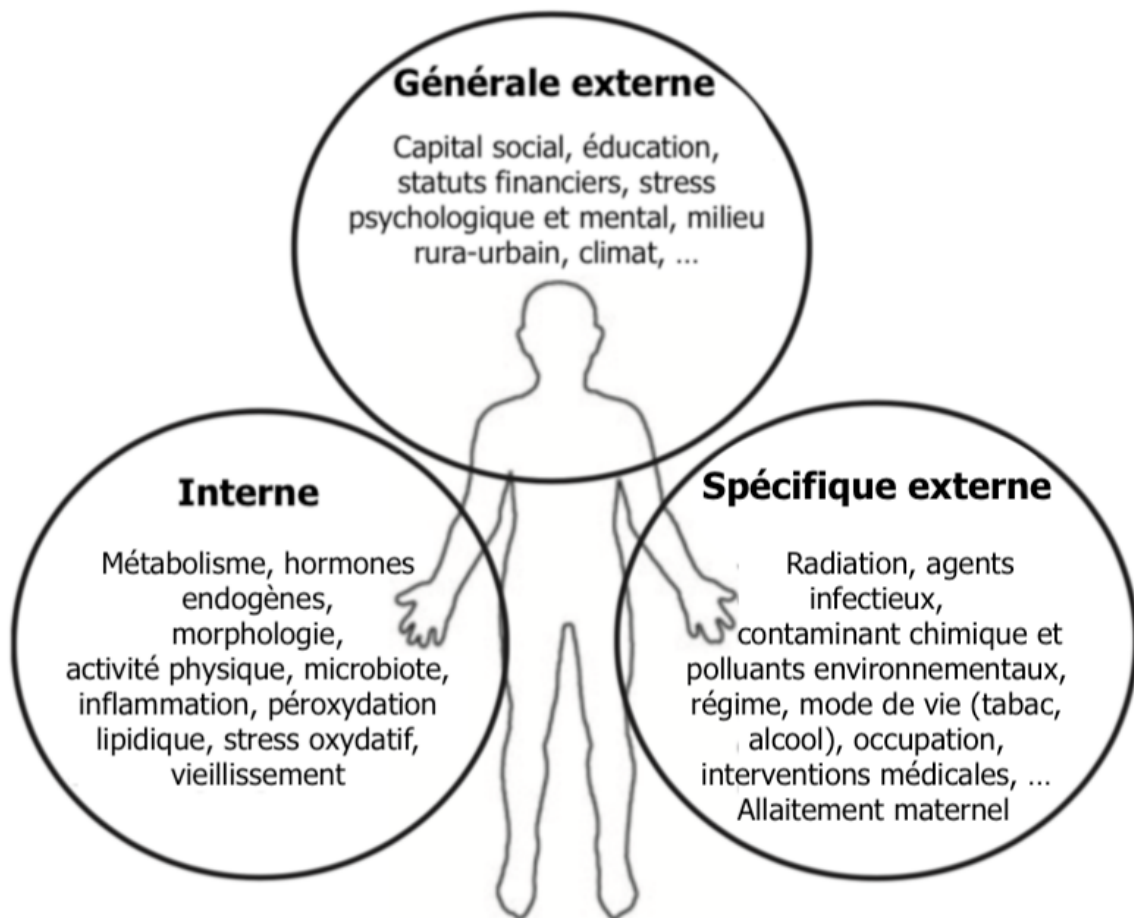 Générale externe
Capital social, éducation,
statuts financiers, stress
psychologique et mental, milieu
rura-urbain, climat, ...
Interne
Métabolisme, hormones
endogènes,
morphologie,
activité physique, microbiote,
inflammation, péroxydation
lipidique, stress oxydatif,
vieillissement
Spécifique externe
Radiation, agents
infectieux,
contaminant chimique et
polluants environnementaux,
régime, mode de vie (tabac,
alcool), occupation,
interventions médicales, ...
Allaitement maternel